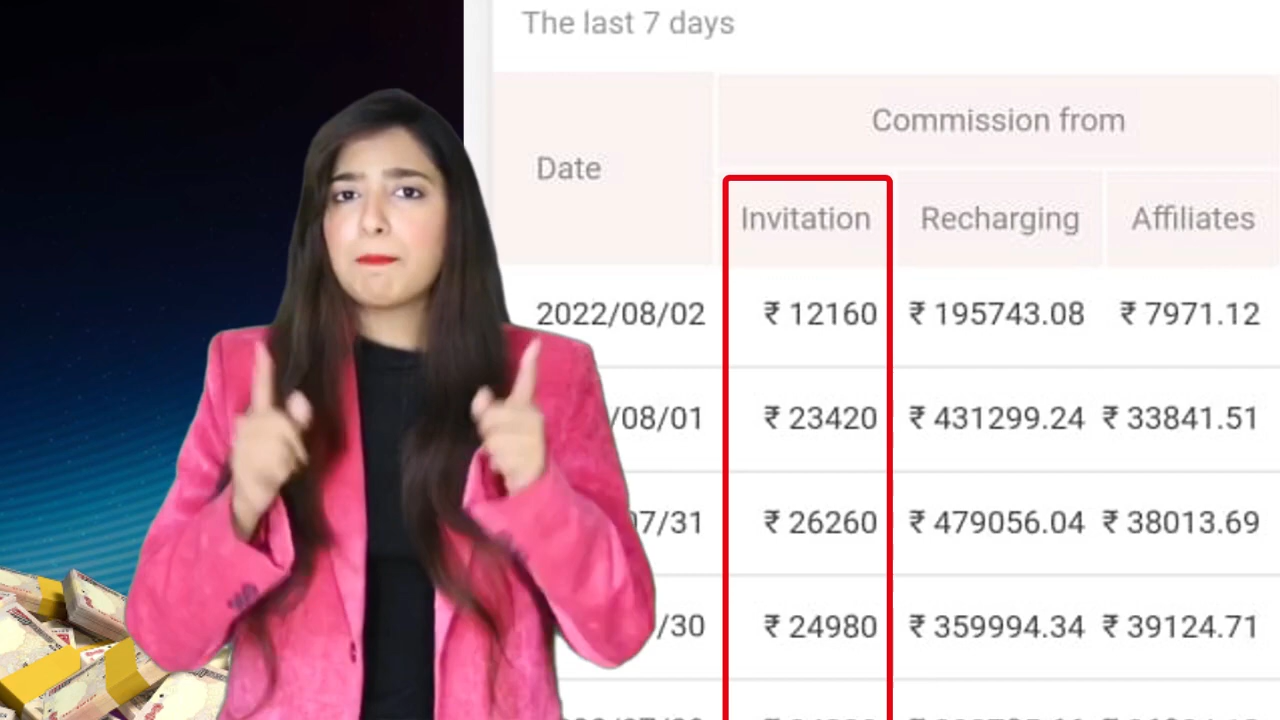 The last 7 days
Commission from
Date
Invitation Recharging Affiliates
2022/08/02 ₹ 12160 ₹ 195743.08 ₹ 7971.12
/08/01 ₹ 23420 ₹ 431299.24 ₹ 33841.51
07/31 ₹ 26260 ₹ 479056.04 ₹ 38013.69
/30 ₹ 24980 ₹ 359994.34 ₹ 39124.71